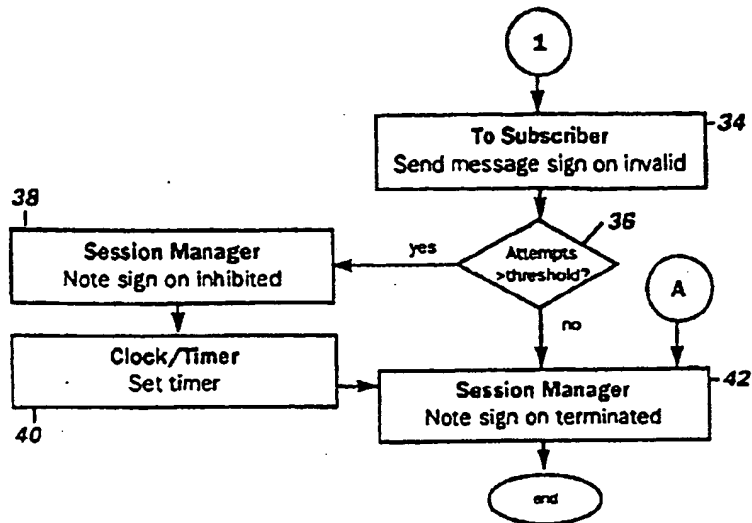 1
34
To Subscriber
Send message sign on invalid
36
Attempts
>threshold?
yes
no
38
Session Manager
Note sign on inhibited
A
Clock/Timer
Set timer
40
42
Session Manager
Note sign on terminated
end